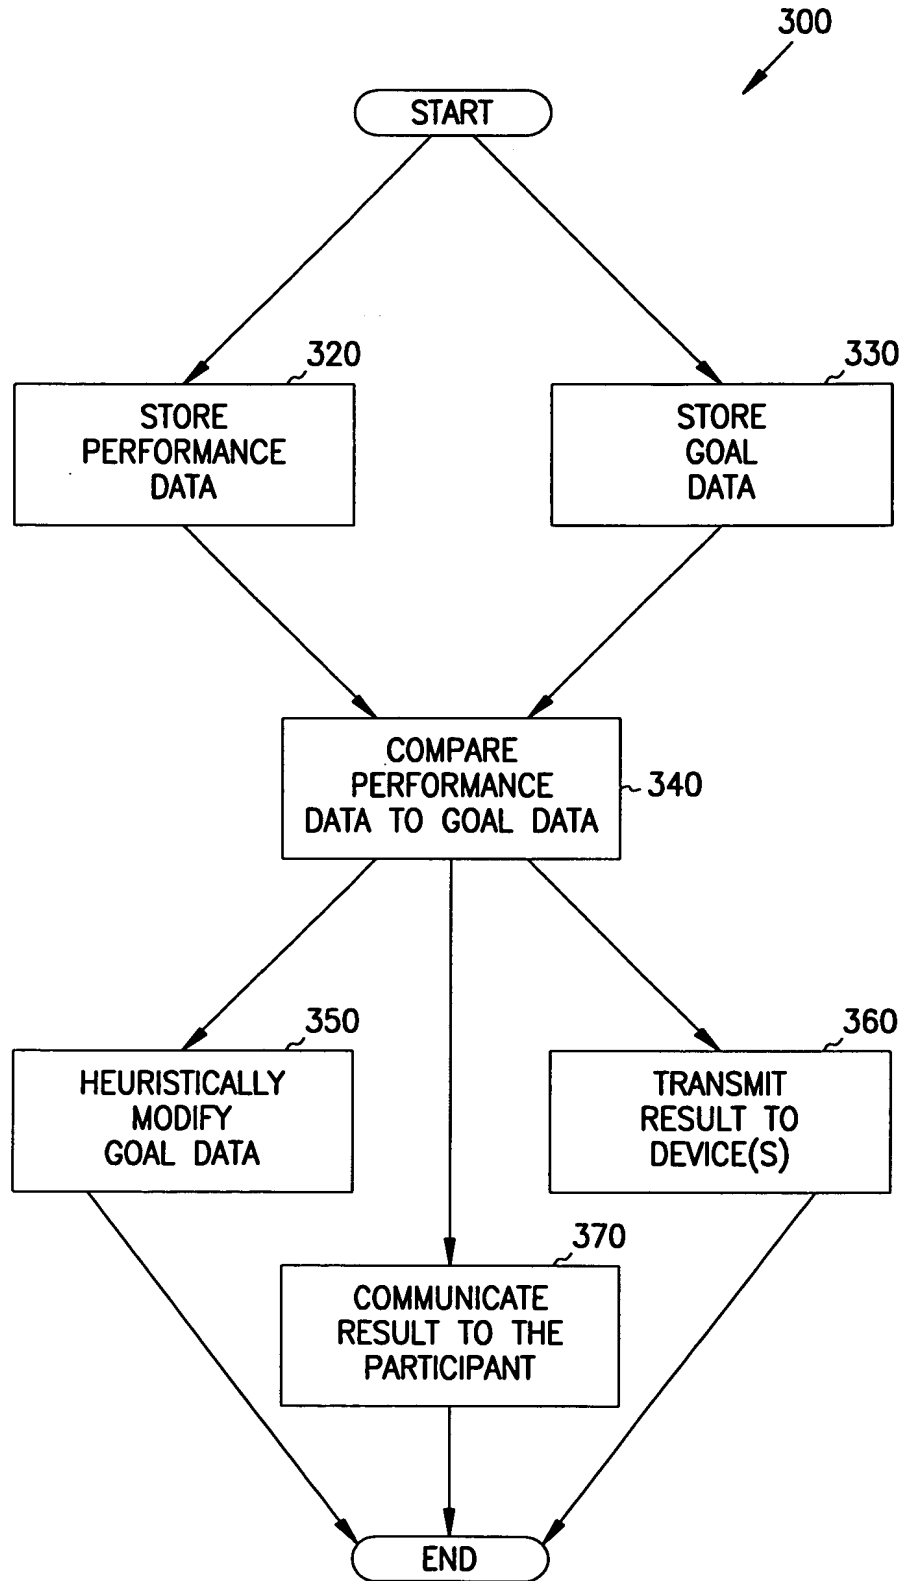 300
START
320
STORE
PERFORMANCE
DATA
330
STORE
GOAL
DATA
COMPARE
PERFORMANCE
DATA TO GOAL DATA
340
350
HEURISTICALLY
MODIFY
GOAL DATA
360
TRANSMIT
RESULT TO
DEVICE(S)
370
COMMUNICATE
RESULT TO THE
PARTICIPANT
END